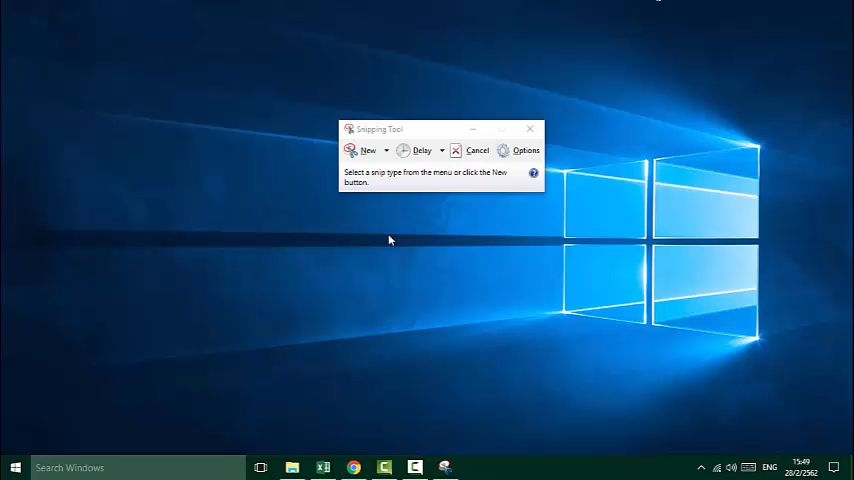 Snipping Tool
New Delay Cancel Options
Select a snip type from the menu or click the New
button.
Search Windows
ENG
15:49
28/2/2562